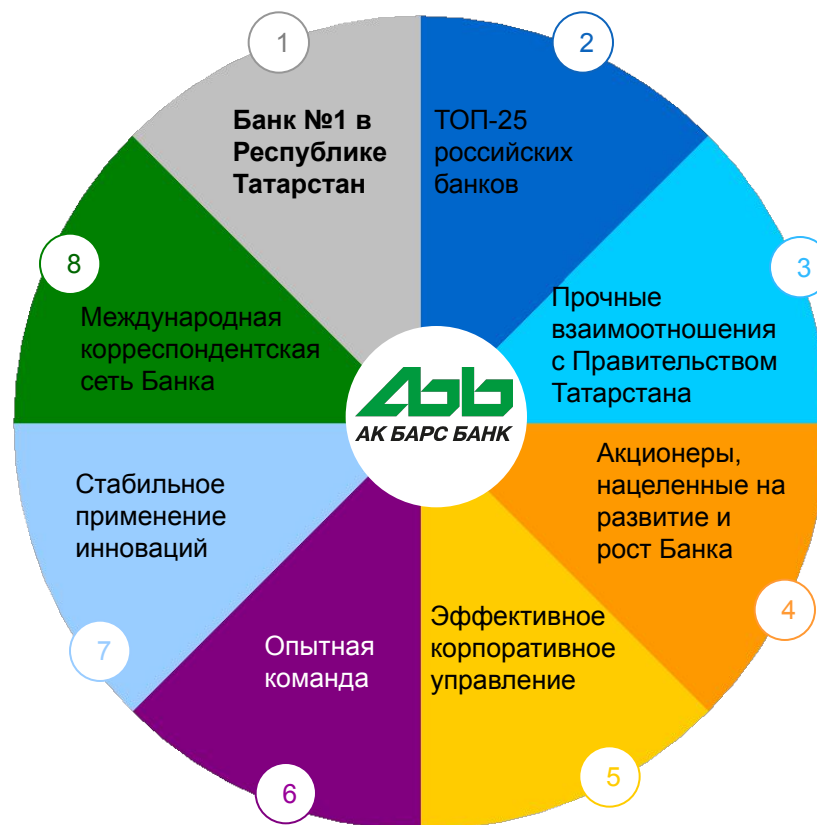 1
Банк №1 в
Республике
Татарстан
2
ТОП-25
российских
банков
3
Прочные
взаимоотношения
с Правительством
Татарстана
4
Акционеры,
нацеленные на
развитие и
рост Банка
5
Эффективное
корпоративное
управление
6
Опытная
команда
7
Стабильное
применение
инноваций
8
Международная
корреспондентская
сеть Банка
АББ
АК БАРС БАНК